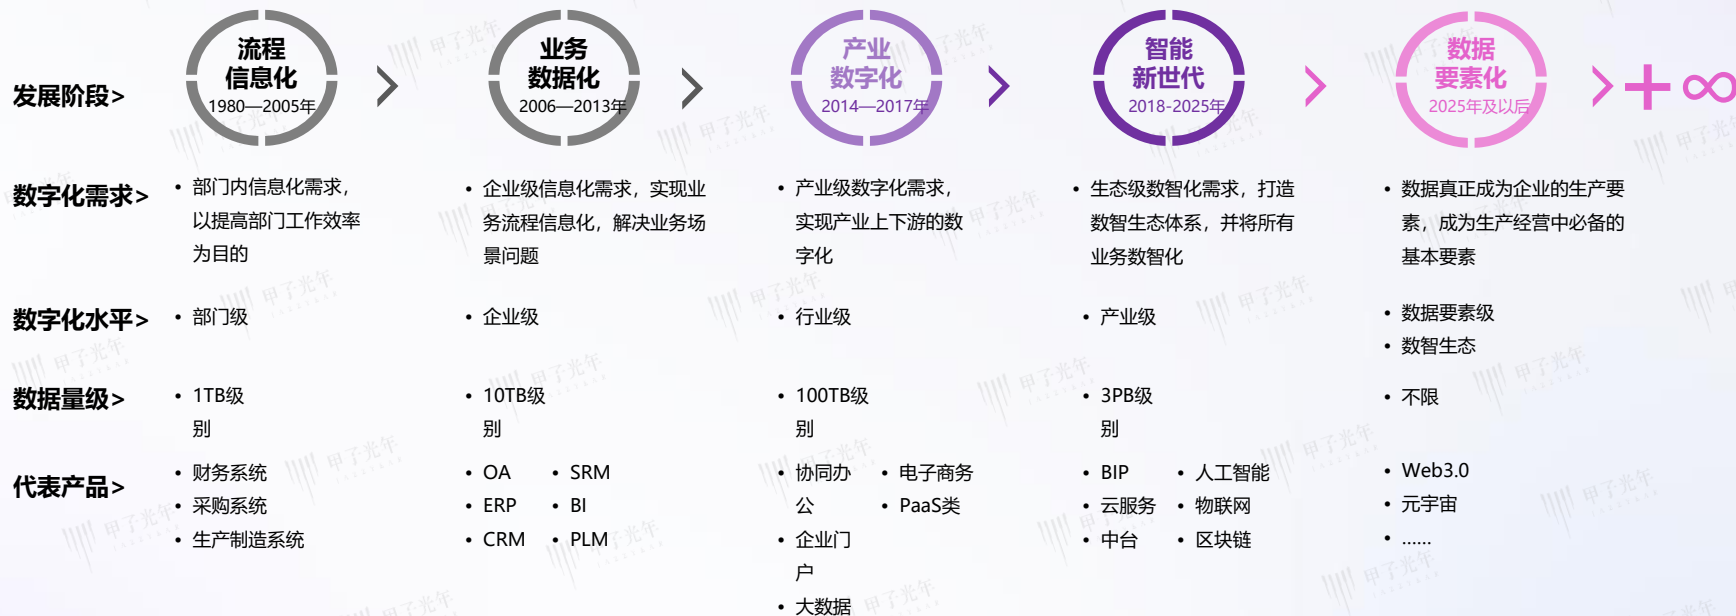 发展阶段>
流程
信息化
1980—2005年
业务
数据化
2006—2013年
产业
数字化
2014—2017年
智能
新世代
2018-2025年
数据
要素化
2025年及以后
+∞
数字化需求>
• 部门内信息化需求，
以提高部门工作效率
为目的
• 企业级信息化需求，实现业
务流程信息化，解决业务场
景问题
• 产业级数字化需求，
实现产业上下游的数
字化
• 生态级数智化需求，打造
数智生态体系，并将所有
业务数智化
• 数据真正成为企业的生产要
素，成为生产经营中必备的
基本要素
数字化水平>
• 部门级
• 企业级
• 行业级
• 产业级
• 数据要素级
• 数智生态
数据量级>
• 1TB级
别
• 10TB级
别
• 100TB级
别
• 3PB级
别
• 不限
代表产品>
• 财务系统
• 采购系统
• 生产制造系统
• OA
• ERP
• CRM
• SRM
• BI
• PLM
• 协同办
公
• 企业门
户
• 大数据
• 电子商务
• PaaS类
• BIP
• 云服务
• 中台
• 人工智能
• 物联网
• 区块链
• Web3.0
• 元宇宙
• ......
甲子光年